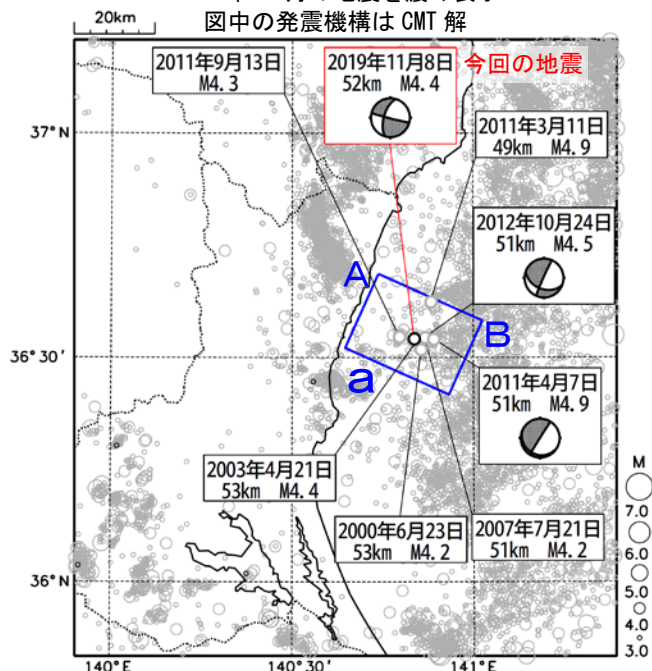 図中の発震機構は CMT 解
20km
2011年9月13日
M4.3
2019年11月8日
52km M4.4
今回の地震
37°N
2011年3月11日
49km M4.9
2012年10月24日
51km M4.5
A
B
36°30′
a
2011年4月7日
51km M4.9
2003年4月21日
53km M4.4
2000年6月23日
53km M4.2
2007年7月21日
51km M4.2
M
7.0
6.0
5.0
4.0
3.0
36°N
140°E
140°30′
141°E